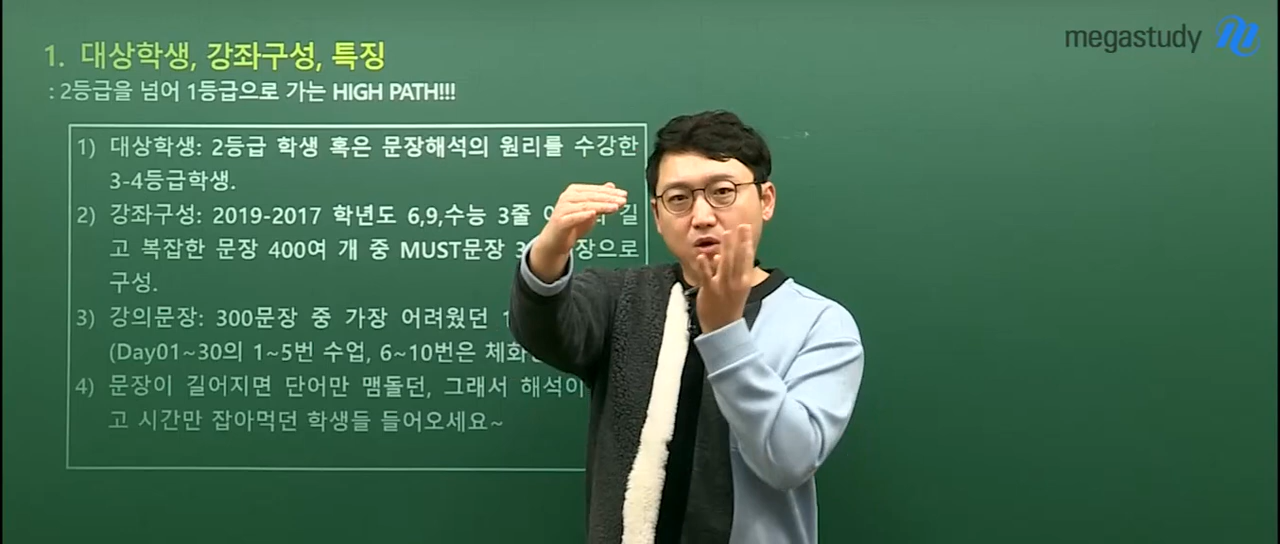 megastudy
1. 대상학생, 강좌구성, 특징
: 2등급을 넘어 1등급으로 가는 HIGH PATH!!!
1) 대상학생: 2등급 학생 혹은 문장해석의 원리를 수강한
3-4등급학생.
2) 강좌구성: 2019-2017 학년도 6,9,수능 3줄 길
고 복잡한 문장 400여 개 중 MUST문장 장으로
구성.
3) 강의문장: 300문장 중 가장 어려웠던
(Day01~30의 1~5번 수업, 6~10번은 체화
4) 문장이 길어지면 단어만 맴돌던, 그래서 해석이
고 시간만 잡아먹던 학생들 들어오세요~